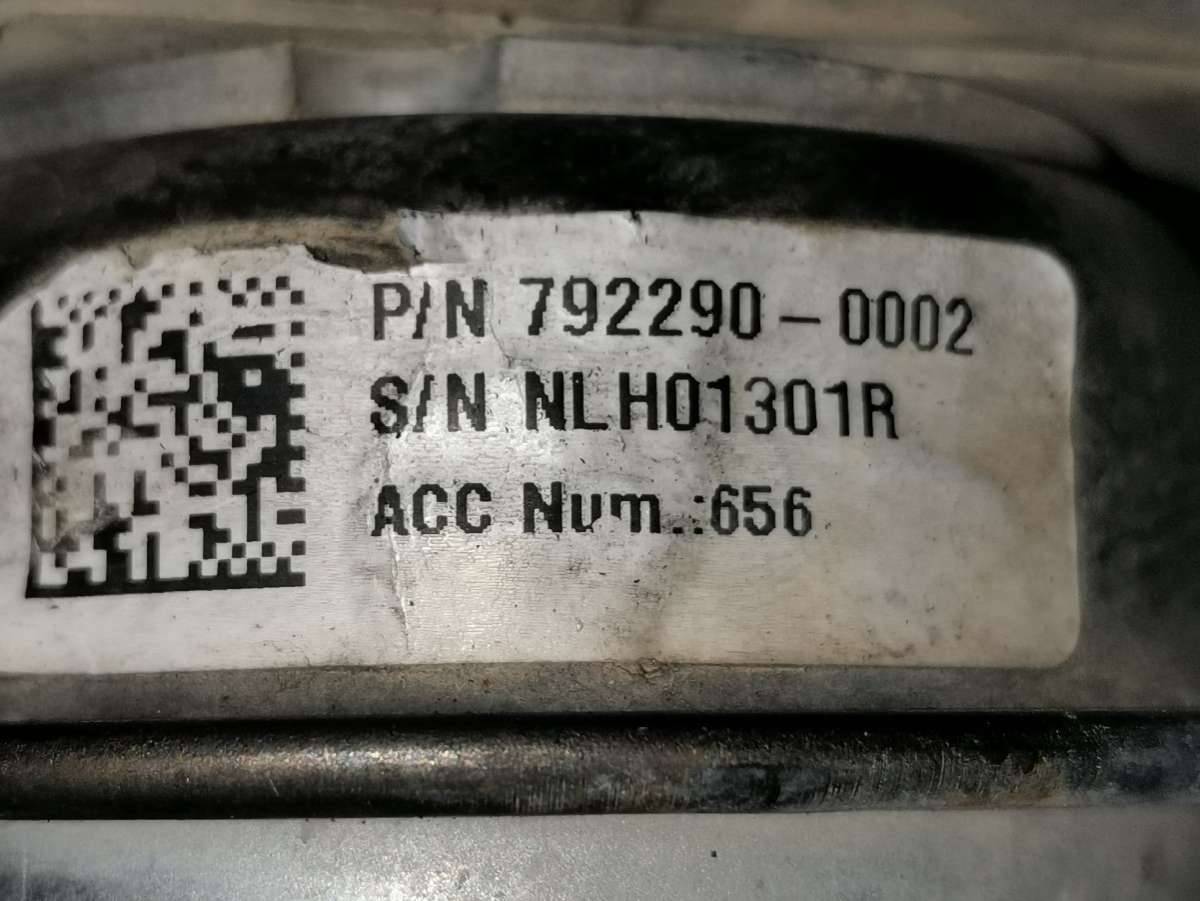 P/N 792290-0002
S/N NLH01301R
ACC Num.:656